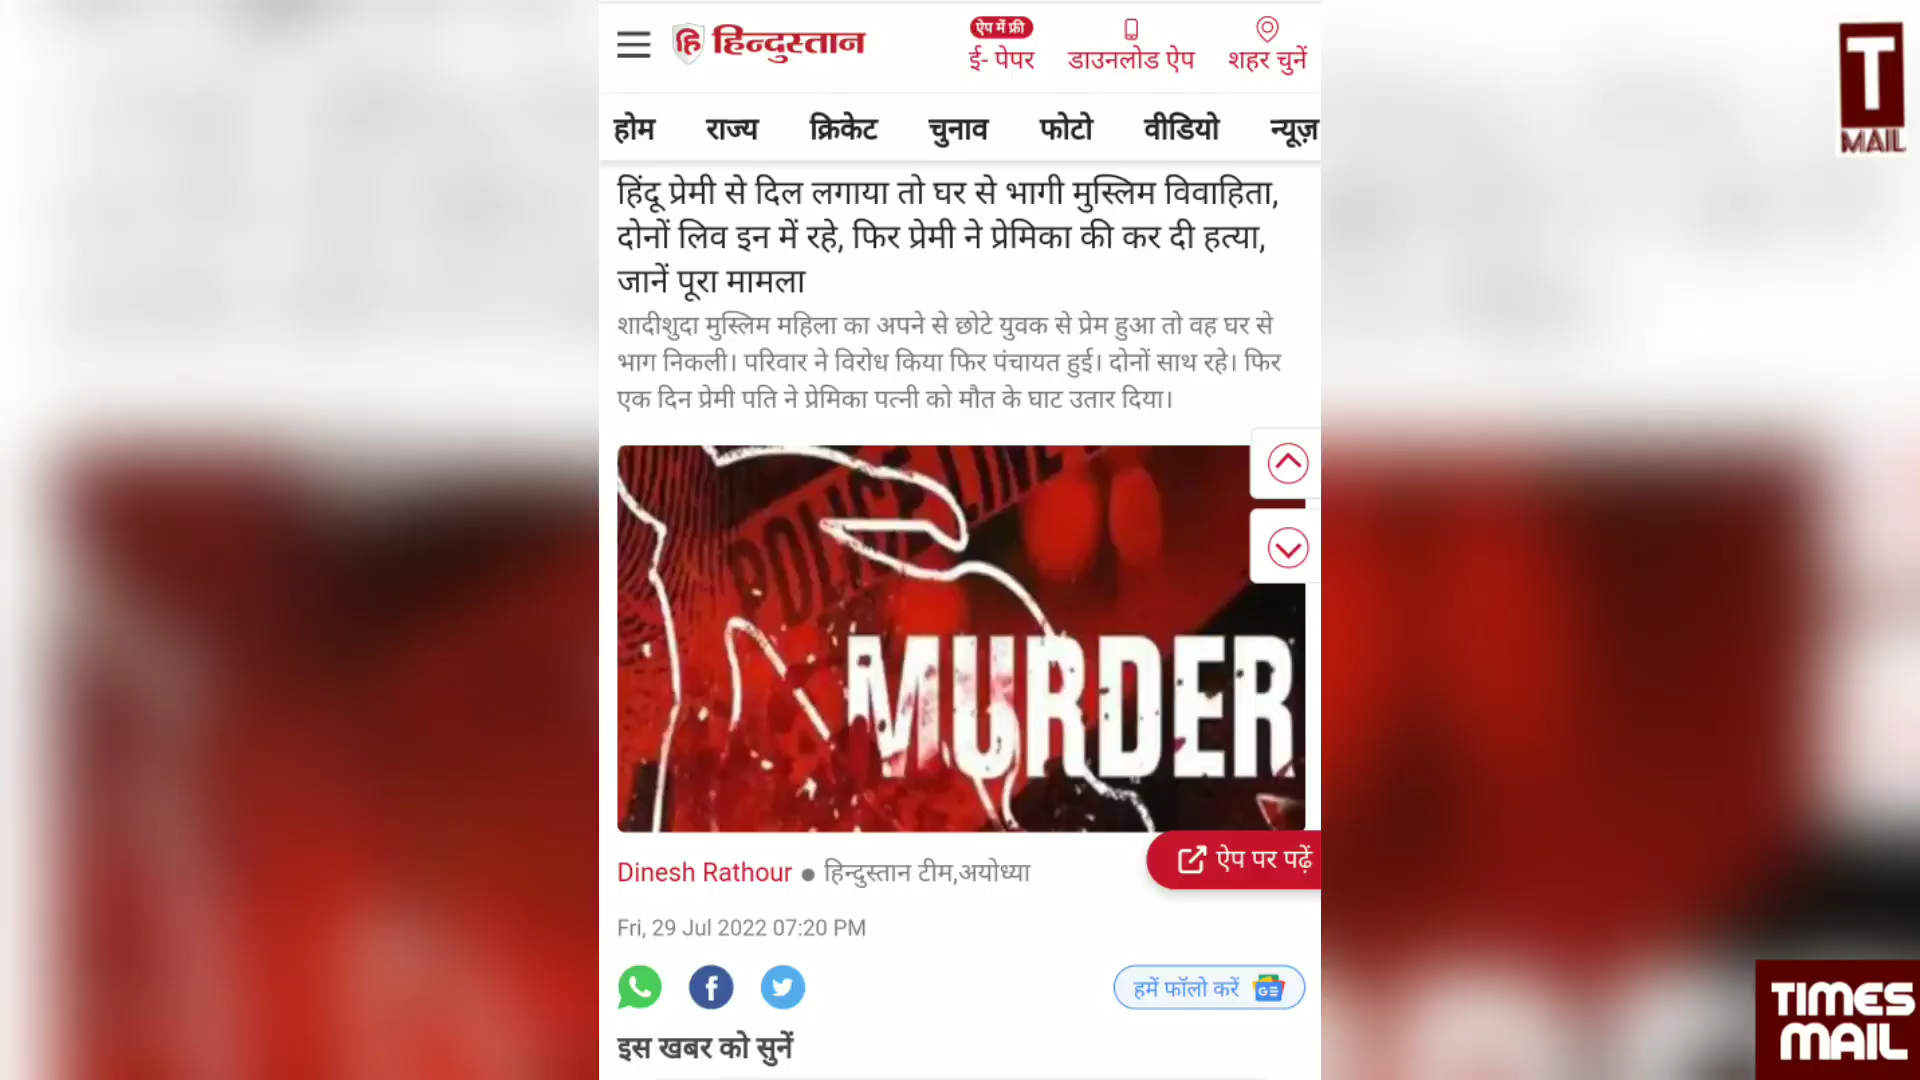 हिन्दुस्तान
ऐप में फ्री
ई- पेपर
डाउनलोड ऐप
शहर चुनें
होम राज्य क्रिकेट चुनाव फोटो वीडियो न्यूज़
हिंदू प्रेमी से दिल लगाया तो घर से भागी मुस्लिम विवाहिता,
दोनों लिव इन में रहे, फिर प्रेमी ने प्रेमिका की कर दी हत्या,
जानें पूरा मामला
शादीशुदा मुस्लिम महिला का अपने से छोटे युवक से प्रेम हुआ तो वह घर से
भाग निकली। परिवार ने विरोध किया फिर पंचायत हुई। दोनों साथ रहे। फिर
एक दिन प्रेमी पति ने प्रेमिका पत्नी को मौत के घाट उतार दिया।
POLICE LINE
MURDER
ऐप पर पढ़ें
Dinesh Rathour ● हिन्दुस्तान टीम,अयोध्या
Fri, 29 Jul 2022 07:20 PM
हमें फॉलो करें
इस खबर को सुनें
T
MAIL
TIMES
MAIL